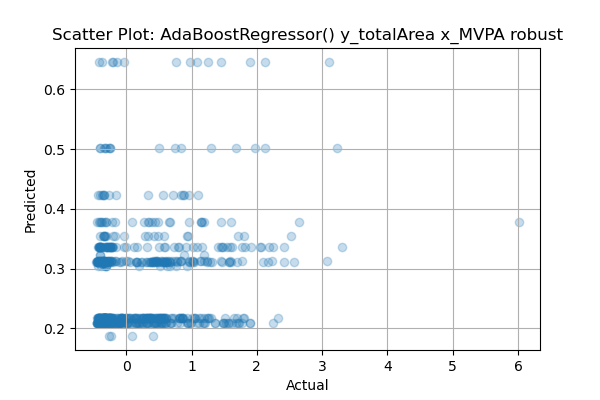 Scatter Plot: AdaBoostRegressor() y_totalArea x_MVPA robust
0.6
0.5
0.4
0.3
0.2
Predicted
0 1 2 3 4 5 6
Actual